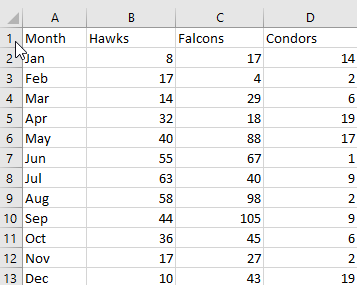 A B C D
1 Month Hawks Falcons Condors
2 Jan 8 17 14
3 Feb 17 4 2
4 Mar 14 29 6
5 Apr 32 18 19
6 May 40 88 17
7 Jun 55 67 1
8 Jul 63 40 9
9 Aug 58 98 2
10 Sep 44 105 9
11 Oct 36 45 6
12 Nov 17 27 2
13 Dec 10 43 19